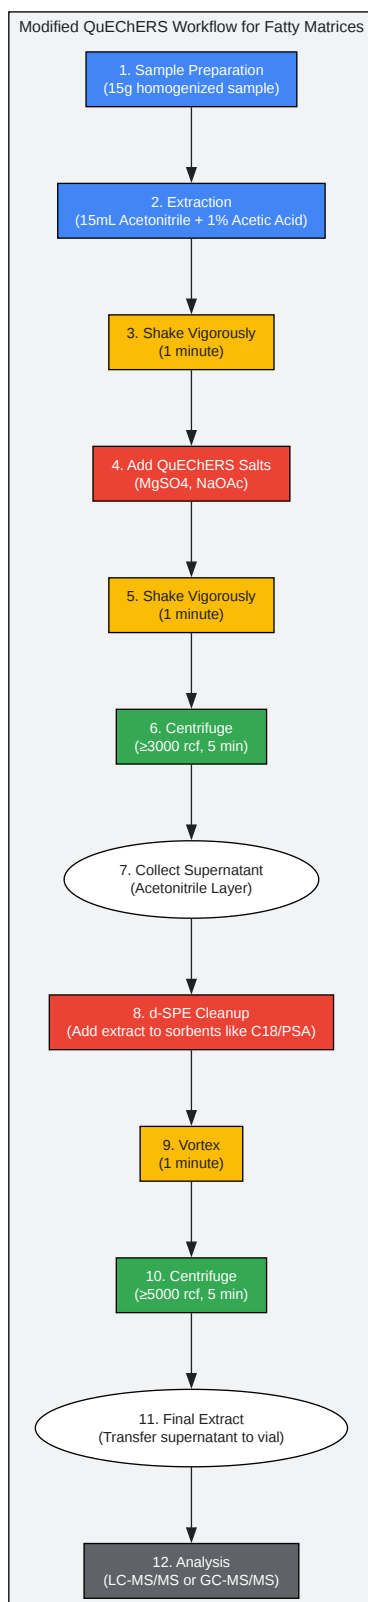 Modified QuEChERS Workflow for Fatty Matrices
1. Sample Preparation
(15g homogenized sample)
2. Extraction
(15mL Acetonitrile + 1% Acetic Acid)
3. Shake Vigorously
(1 minute)
4. Add QuEChERS Salts
(MgSO4, NaOAc)
5. Shake Vigorously
(1 minute)
6. Centrifuge
(≥3000 rcf, 5 min)
7. Collect Supernatant
(Acetonitrile Layer)
8. d-SPE Cleanup
(Add extract to sorbents like C18/PSA)
9. Vortex
(1 minute)
10. Centrifuge
(≥5000 rcf, 5 min)
11. Final Extract
(Transfer supernatant to vial)
12. Analysis
(LC-MS/MS or GC-MS/MS)